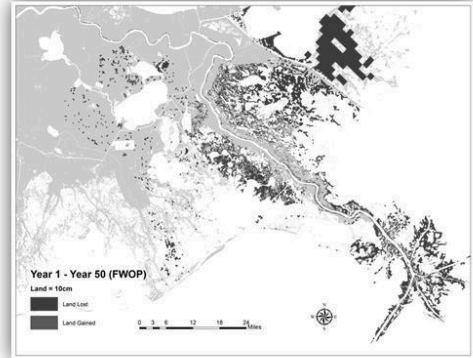 Year 1 - Year 50 (FWOP)
Land = 10cm
Land Lost
Land Gained
0 3 6 12 18 24
Miles
N
W E
S